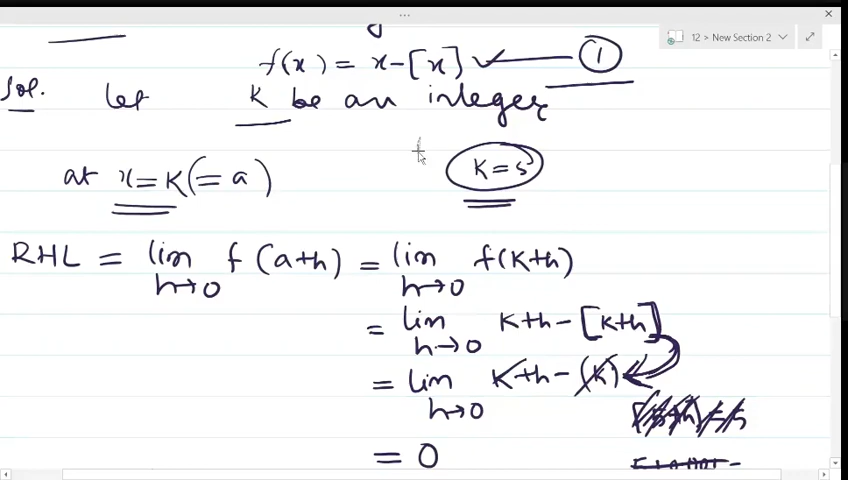 12 > New Section 2
f(x) = x-[x] ✓ ①
Sol. let K be an integer
at x=K(=a) K=5
RHL = lim h→0 f(a+h) = lim h→0 f(K+h)
= lim h→0 K+h-[K+h]
= lim h→0 K+h-(K)
= 0